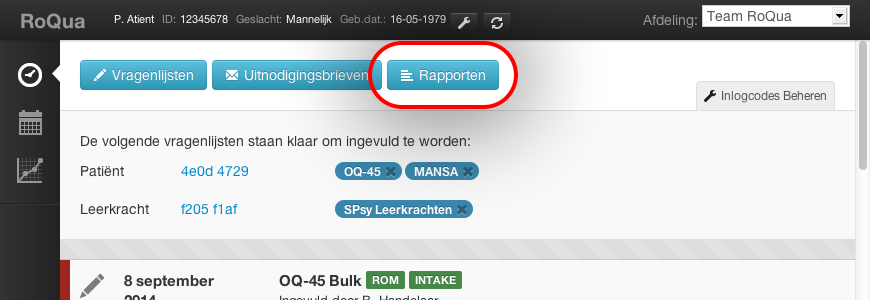 RoQua P. Atient ID: 12345678 Geslacht: Mannelijk Geb.dat.: 16-05-1979 Afdeling: Team RoQua
Vragenlijsten Uitnodigingsbrieven Rapporten
Inlogcodes Beheren
De volgende vragenlijsten staan klaar om ingevuld te worden:
Patiënt 4e0d 4729 OQ-45 MANSA
Leerkracht f205 f1af SPsy Leerkrachten
8 september OQ-45 Bulk ROM INTAKE
2014 Ingevuld door R. Handelaar